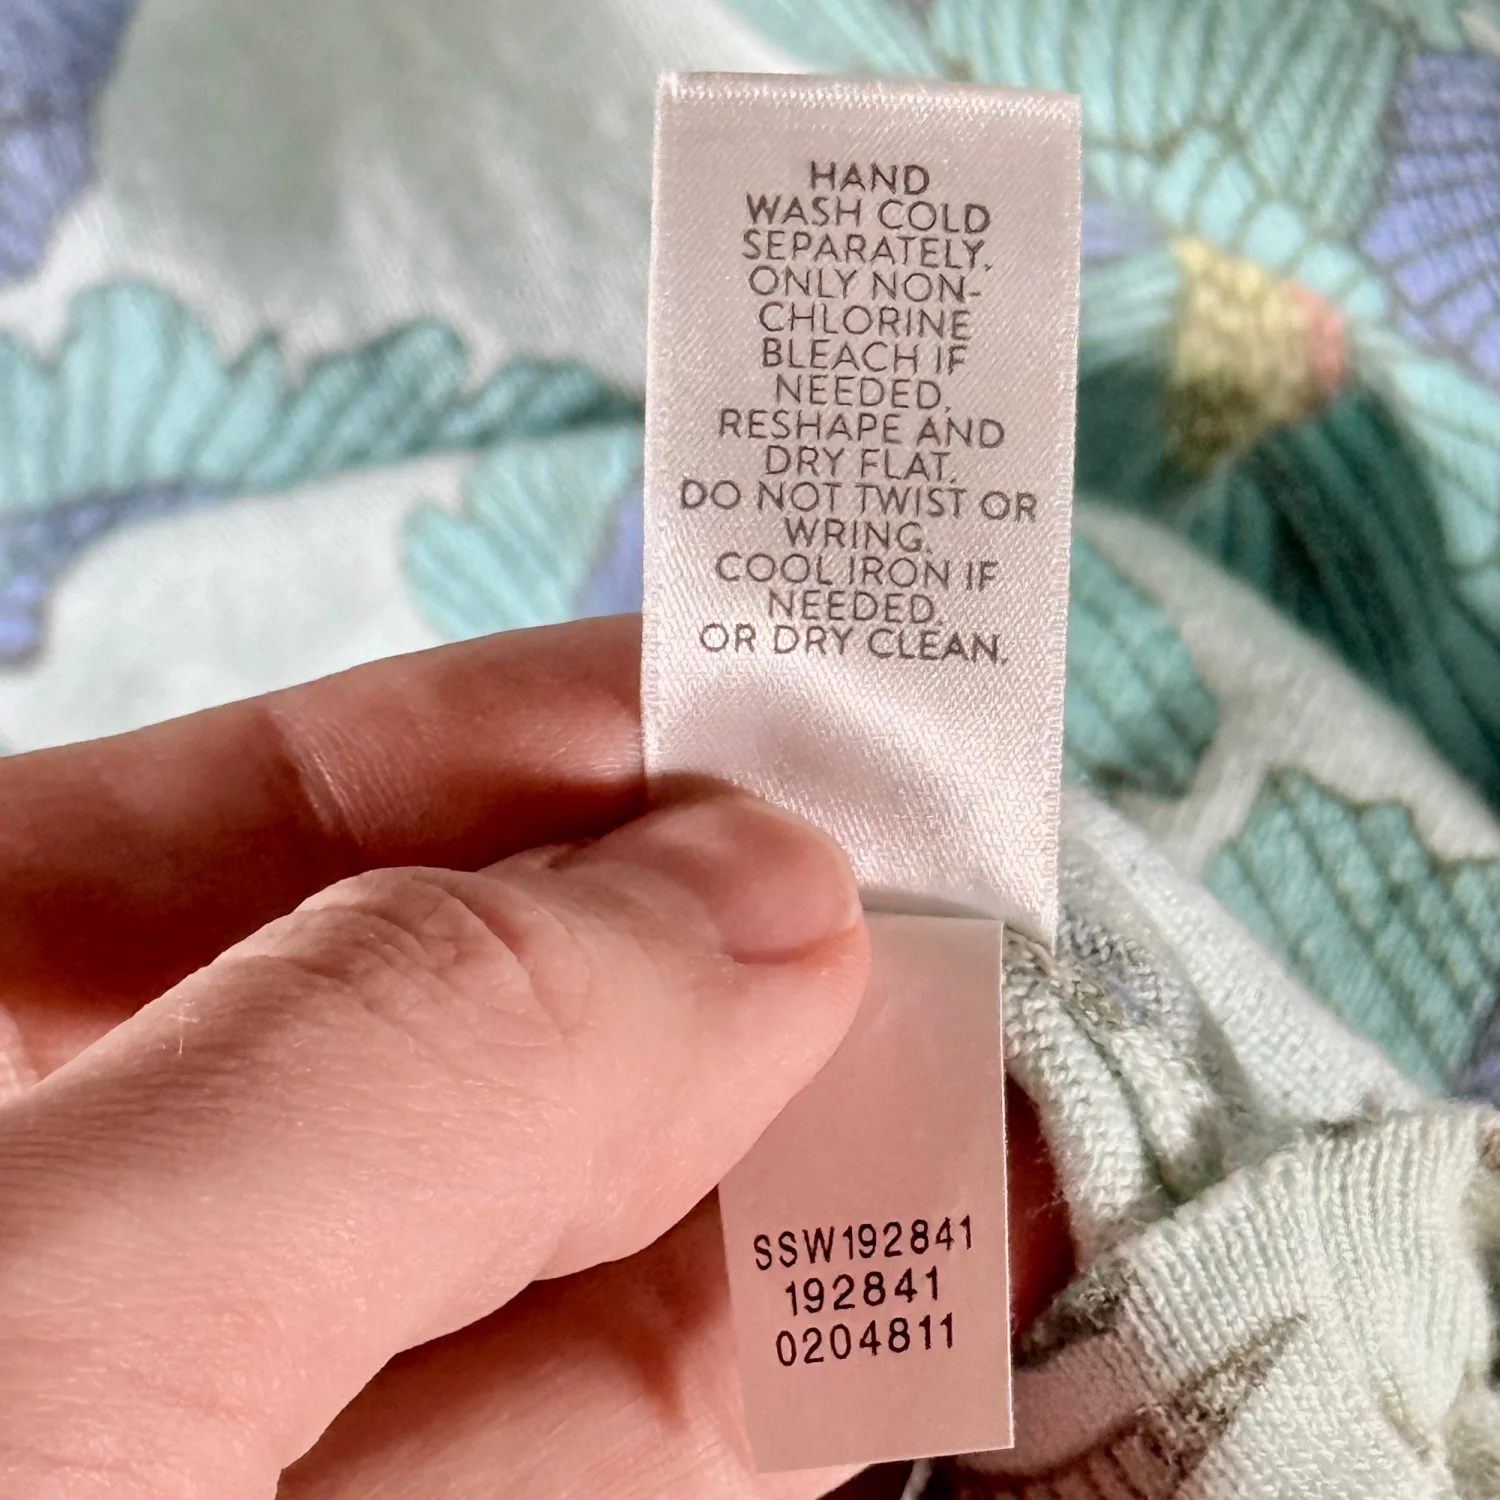 HAND
WASH COLD
SEPARATELY.
ONLY NON-
CHLORINE
BLEACH IF
NEEDED.
RESHAPE AND
DRY FLAT.
DO NOT TWIST OR
WRING.
COOL IRON IF
NEEDED.
OR DRY CLEAN.
SSW192841
192841
0204811